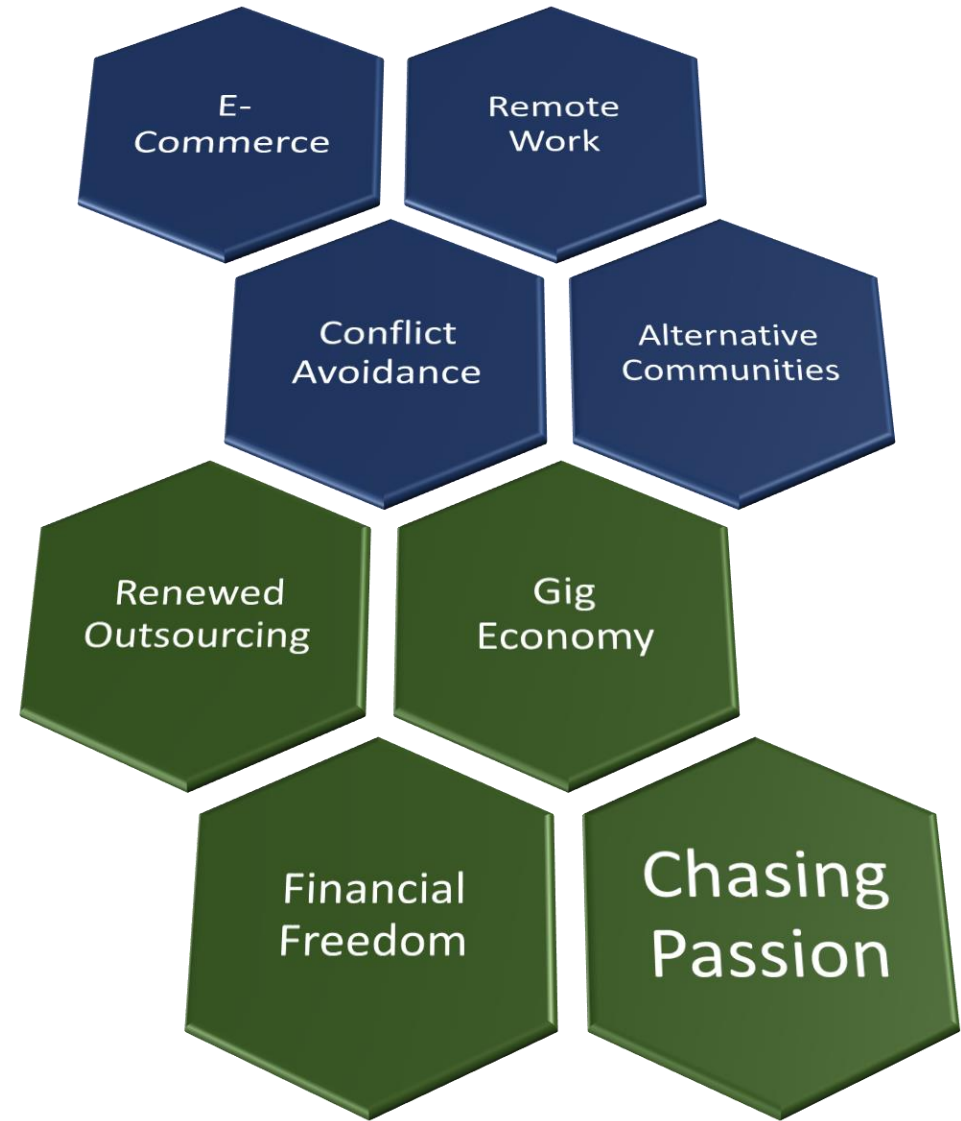 E-
Commerce
Remote
Work
Conflict
Avoidance
Alternative
Communities
Renewed
Outsourcing
Gig
Economy
Financial
Freedom
Chasing
Passion